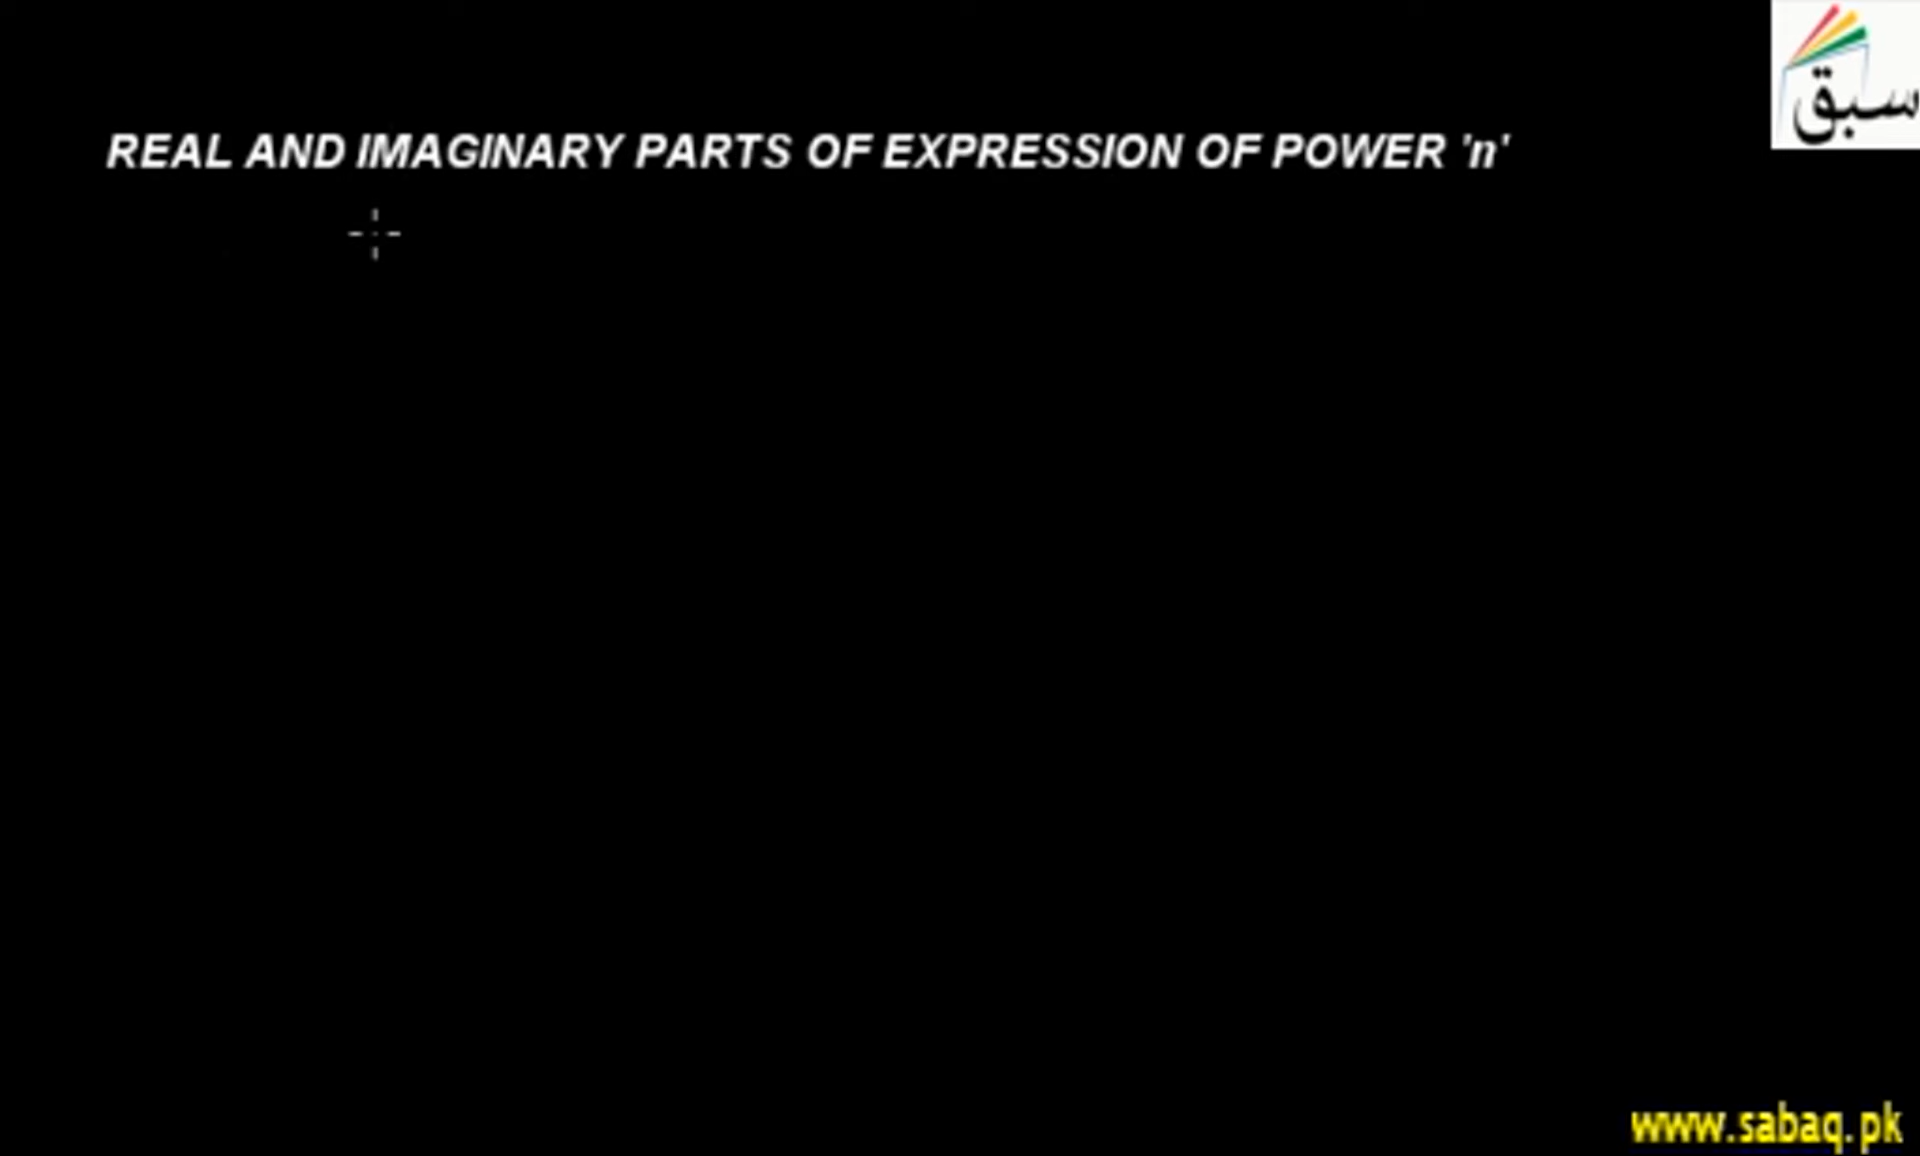 سبق
REAL AND IMAGINARY PARTS OF EXPRESSION OF POWER 'n'
www.sabaq.pk